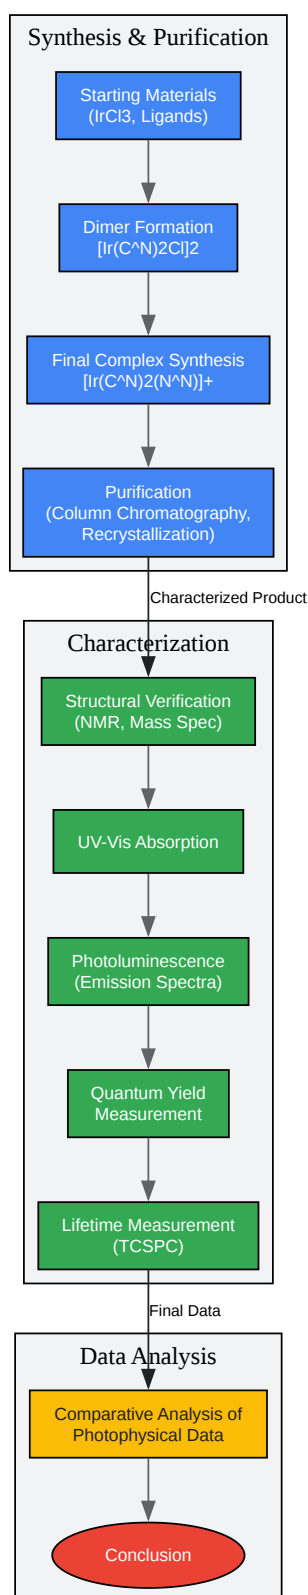 Synthesis & Purification
Starting Materials
(IrCl3, Ligands)
Dimer Formation
[Ir(C^N)2Cl]2
Final Complex Synthesis
[Ir(C^N)2(N^N)]+
Purification
(Column Chromatography,
Recrystallization)
Characterized Product
Characterization
Structural Verification
(NMR, Mass Spec)
UV-Vis Absorption
Photoluminescence
(Emission Spectra)
Quantum Yield
Measurement
Lifetime Measurement
(TCSPC)
Final Data
Data Analysis
Comparative Analysis of
Photophysical Data
Conclusion